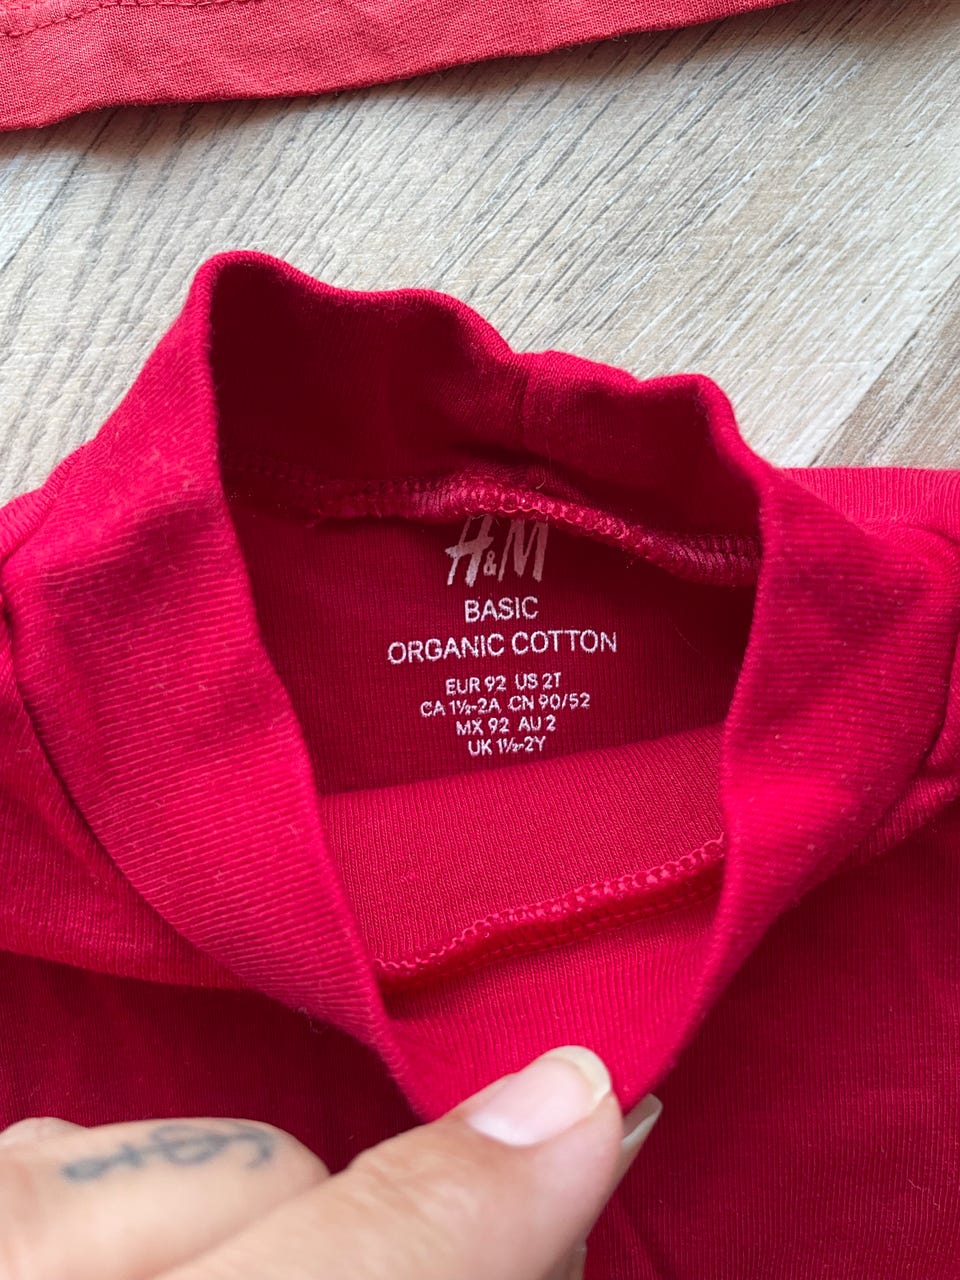 H&M
BASIC
ORGANIC COTTON
EUR 92 US 2T
CA 1½-2A CN 90/52
MX 92 AU 2
UK 1½-2Y